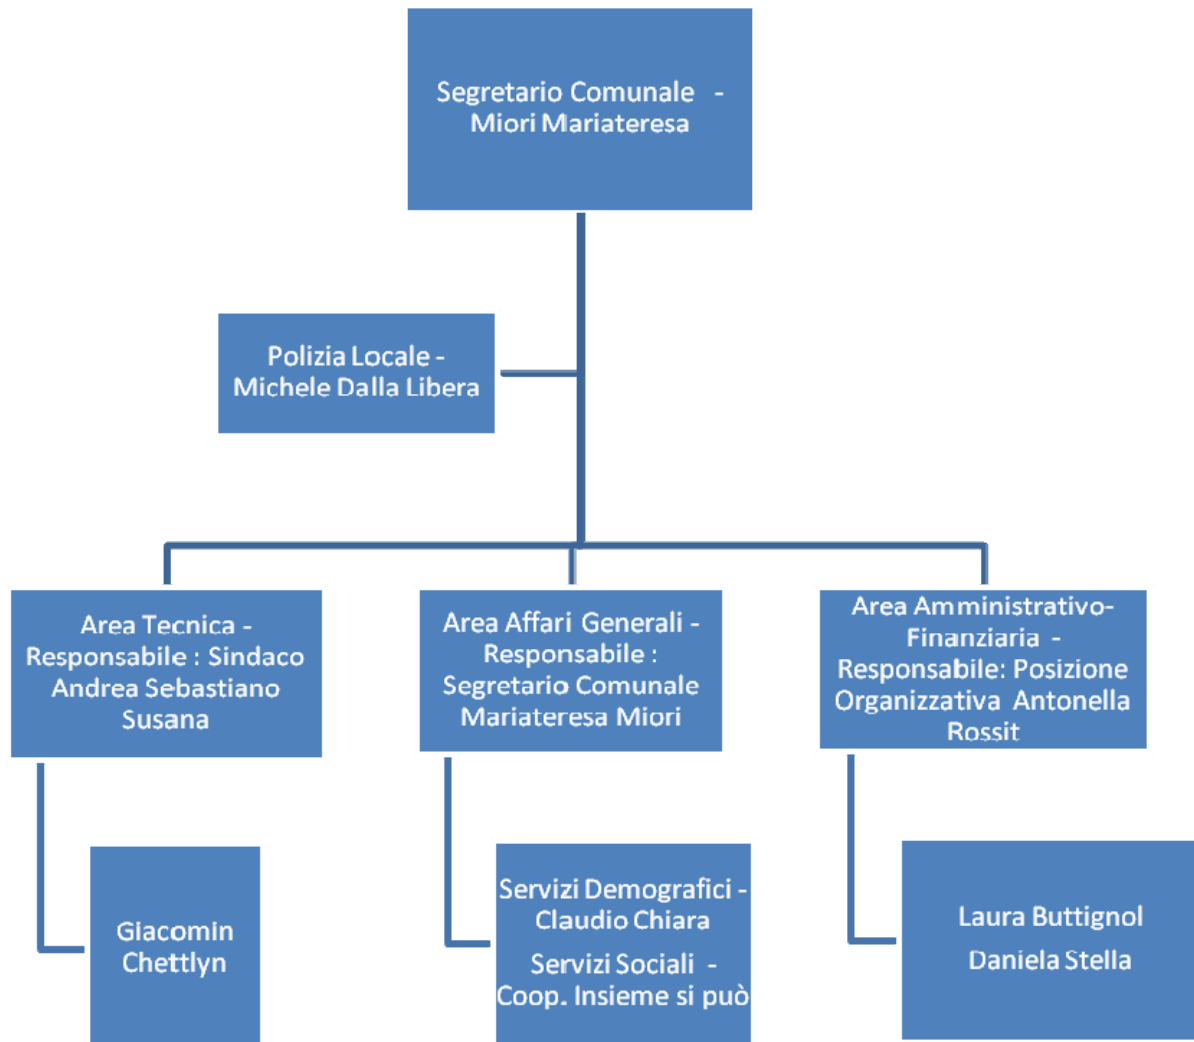 Segretario Comunale -
Miori Mariateresa
Polizia Locale -
Michele Dalla Libera
Area Tecnica -
Responsabile : Sindaco
Andrea Sebastiano
Susana
Area Affari Generali -
Responsabile :
Segretario Comunale
Mariateresa Miori
Area Amministrativo-
Finanziaria -
Responsabile: Posizione
Organizzativa Antonella
Rossit
Giacomin
Chettlyn
Servizi Demografici -
Claudio Chiara
Servizi Sociali -
Coop. Insieme si può
Laura Buttignol
Daniela Stella